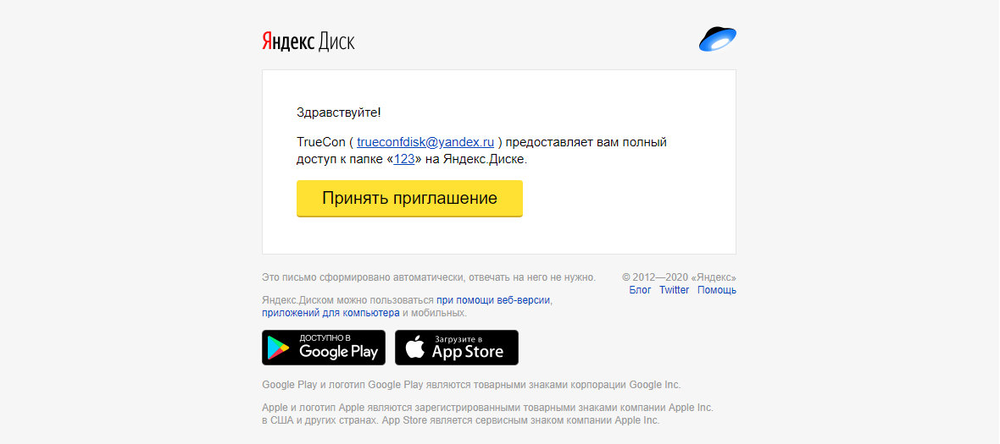 Яндекс Диск
Здравствуйте!
TrueCon ( trueconfdisk@yandex.ru ) предоставляет вам полный
доступ к папке «123» на Яндекс.Диске.
Принять приглашение
Это письмо сформировано автоматически, отвечать на него не нужно.
© 2012—2020 «Яндекс»
Блог Twitter Помощь
Яндекс.Диском можно пользоваться при помощи веб-версии,
приложений для компьютера и мобильных.
ДОСТУПНО В
Google Play
Загрузите в
App Store
Google Play и логотип Google Play являются товарными знаками корпорации Google Inc.
Apple и логотип Apple являются зарегистрированными товарными знаками компании Apple Inc.
в США и других странах. App Store является сервисным знаком компании Apple Inc.